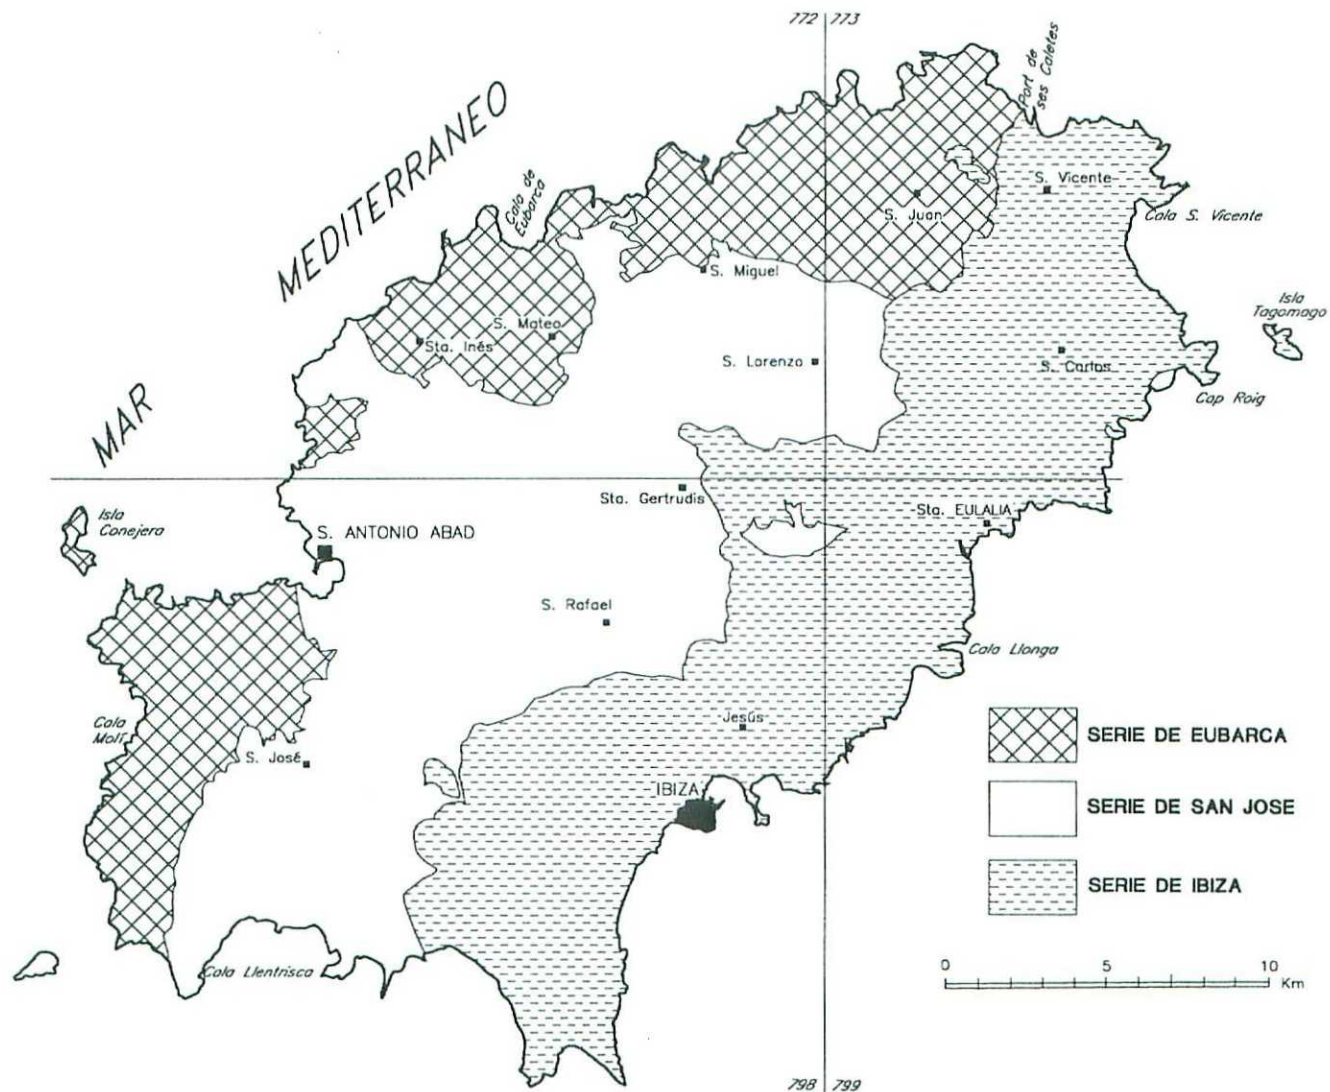 772 773
MAR
MEDITERRANEO
Port de
ses Caletes
Cala de
Eubarca
S. Vicente
Cala S. Vicente
S. Juan
S. Miguel
Isla
Tagomago
S. Mateo
Sta. Inés
S. Lorenzo
S. Carlos
Cap Roig
Isla
Conejera
Sta. Gertrudis
Sta. EULALIA
S. ANTONIO ABAD
S. Rafael
Cala Llonga
Cala
Molí
Jesús
S. José
IBIZA
Cala Llentrisca
SERIE DE EUBARCA
SERIE DE SAN JOSE
SERIE DE IBIZA
0 5 10
Km
798 799